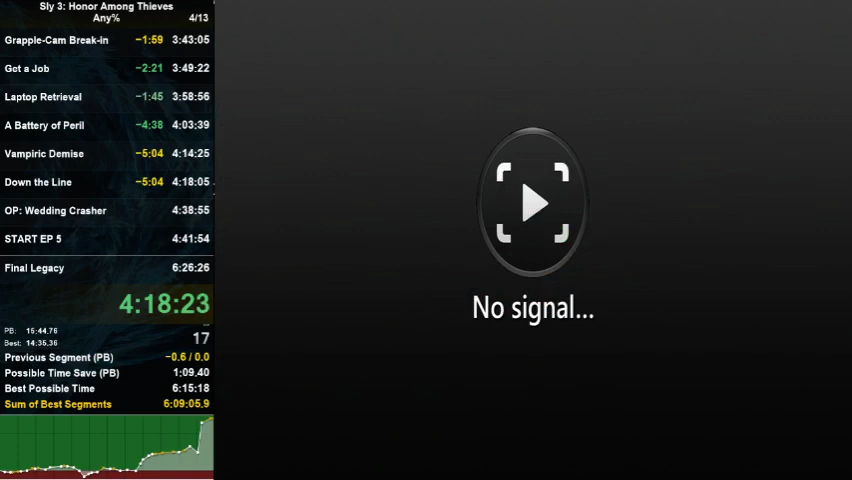 Sly 3: Honor Among Thieves
Any% 4/13
Grapple-Cam Break-in −1:59 3:43:05
Get a Job −2:21 3:49:22
Laptop Retrieval −1:45 3:58:56
A Battery of Peril −4:38 4:03:39
Vampiric Demise −5:04 4:14:25
Down the Line −5:04 4:18:05
OP: Wedding Crasher 4:38:55
START EP 5 4:41:54
Final Legacy 6:26:26
4:18:23
PB: 15:44.76
Best: 14:35.36
17
Previous Segment (PB) −0.6 / 0.0
Possible Time Save (PB) 1:09.40
Best Possible Time 6:15:18
Sum of Best Segments 6:09:05.9
No signal...